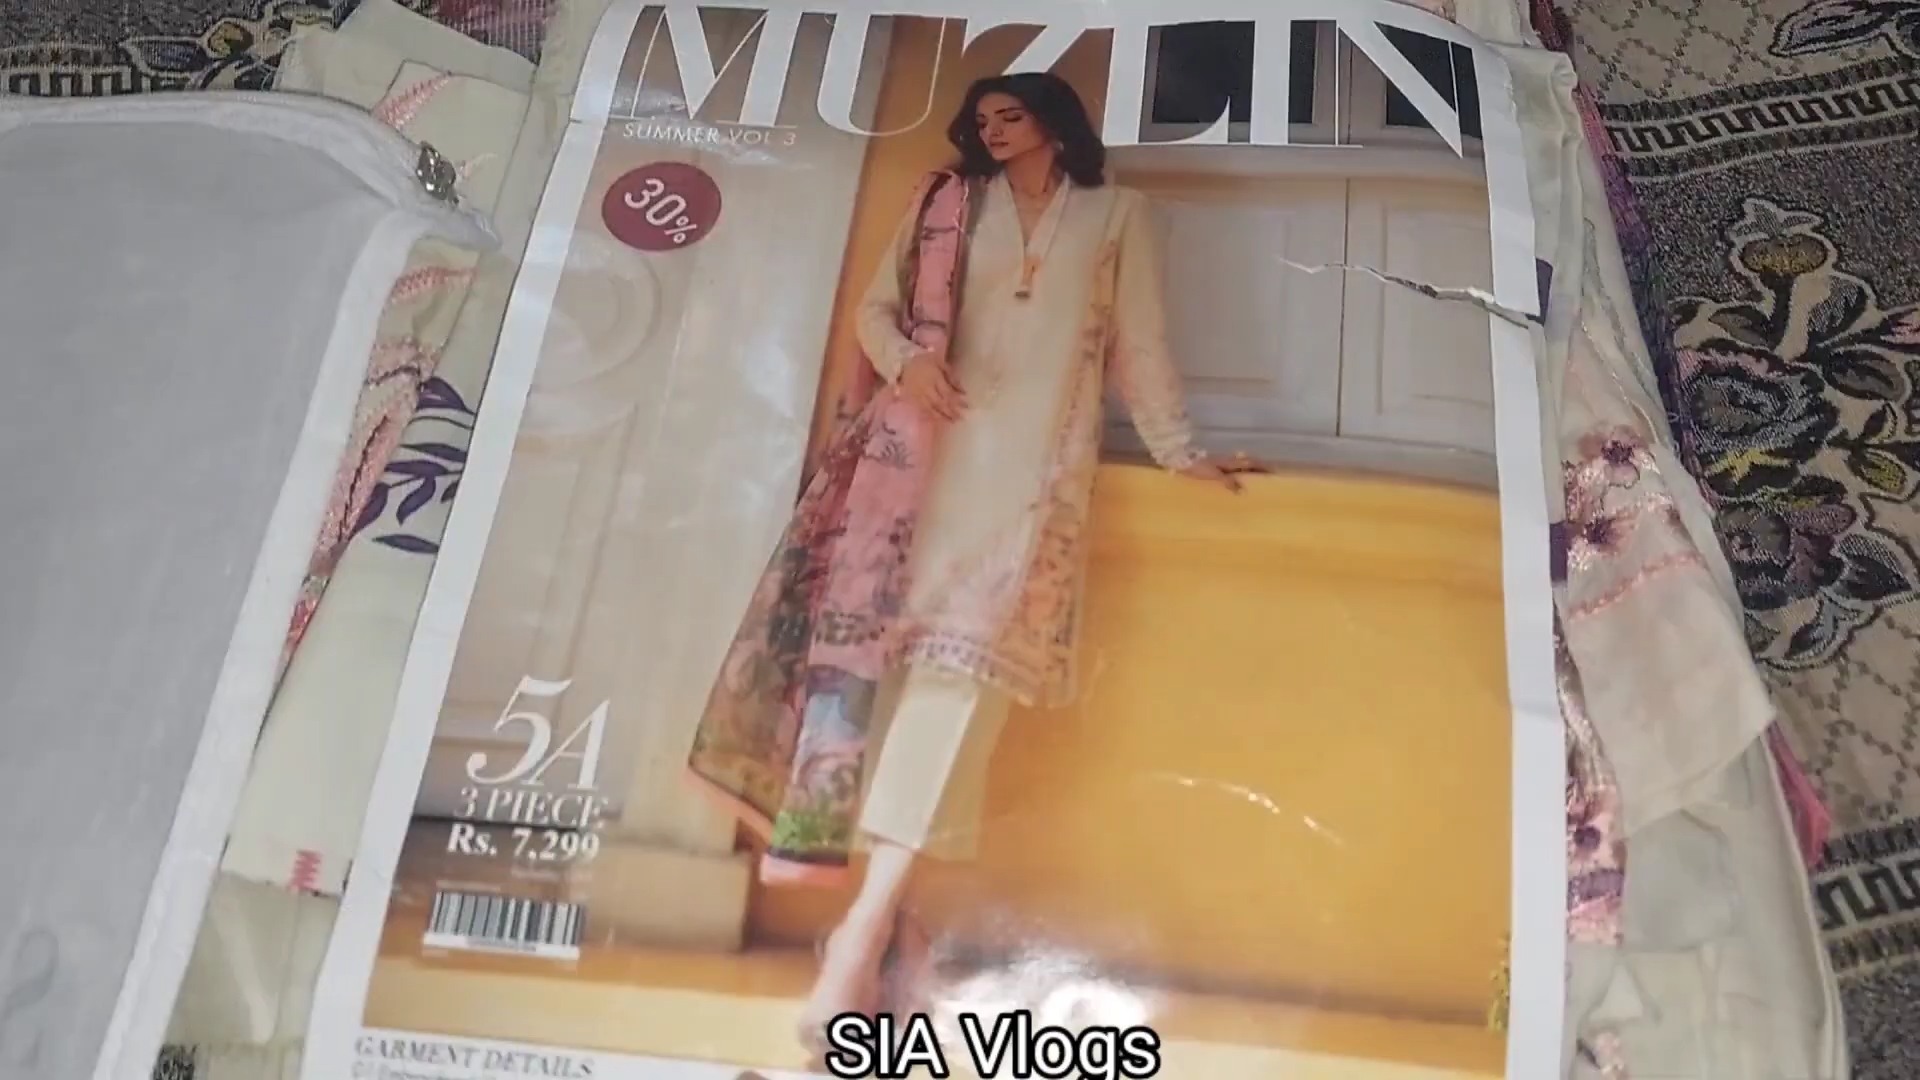 MUZLIN
SUMMER VOL 3
30%
5A
3 PIECE
Rs. 7,299
GARMENT DETAILS
SIA Vlogs